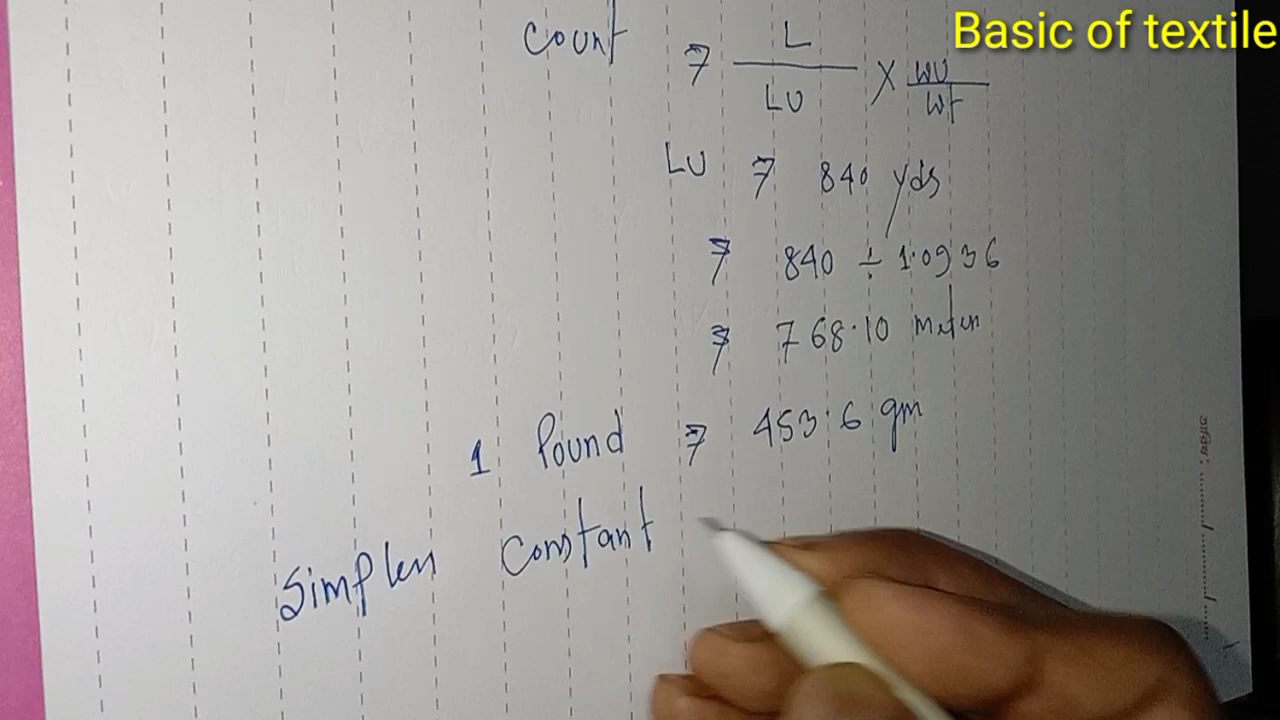 Basic of textile
Count ⇒ L / LU × WU / Wt
LU ⇒ 840 yds
⇒ 840 ÷ 1.0936
⇒ 768.10 meter
1 Pound ⇒ 453.6 gm
Simplex Constant